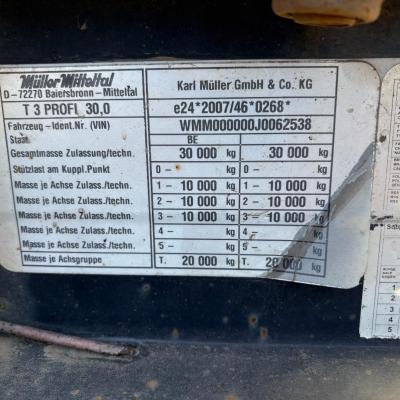 Müller Mitteltal
D – 72270 Baiersbronn – Mitteltal
Karl Müller GmbH & Co. KG
T 3 PROFI 30,0
e24*2007/46*0268*
Fahrzeug – Ident.Nr. (VIN)
WMM000000J0062538
Staat
BE
Gesamtmasse Zulassung/techn. 30 000 kg 30 000 kg
Stützlast am Kuppl.Punkt 0 – kg 0 – kg
Masse je Achse Zulass./techn. 1 – 10 000 kg 1 – 10 000 kg
Masse je Achse Zulass./techn. 2 – 10 000 kg 2 – 10 000 kg
Masse je Achse Zulass./techn. 3 – 10 000 kg 3 – 10 000 kg
Masse je Achse Zulass./techn. 4 – kg 4 –
Masse je Achse Zulass./techn. 5 – kg 5 – kg
Masse je Achsgruppe T. 20 000 kg T. 20 000 kg
1
2
3
4
5